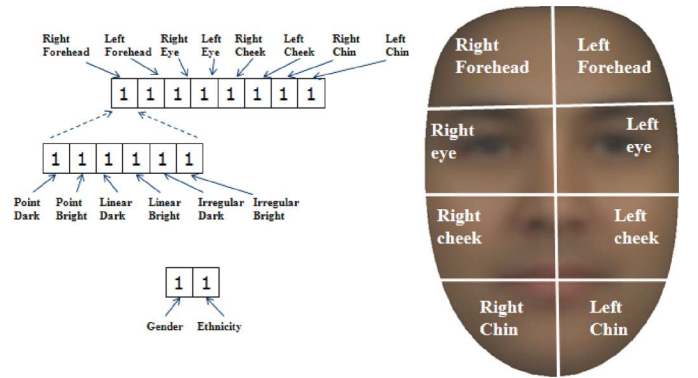 Right Forehead
Left Forehead
Right Eye
Left Eye
Right Cheek
Left Cheek
Right Chin
Left Chin
1 1 1 1 1 1 1 1
1 1 1 1 1 1
Point Dark
Point Bright
Linear Dark
Linear Bright
Irregular Dark
Irregular Bright
1 1
Gender
Ethnicity
Right
Forehead
Left
Forehead
Right
eye
Left
eye
Right
cheek
Left
cheek
Right
Chin
Left
Chin